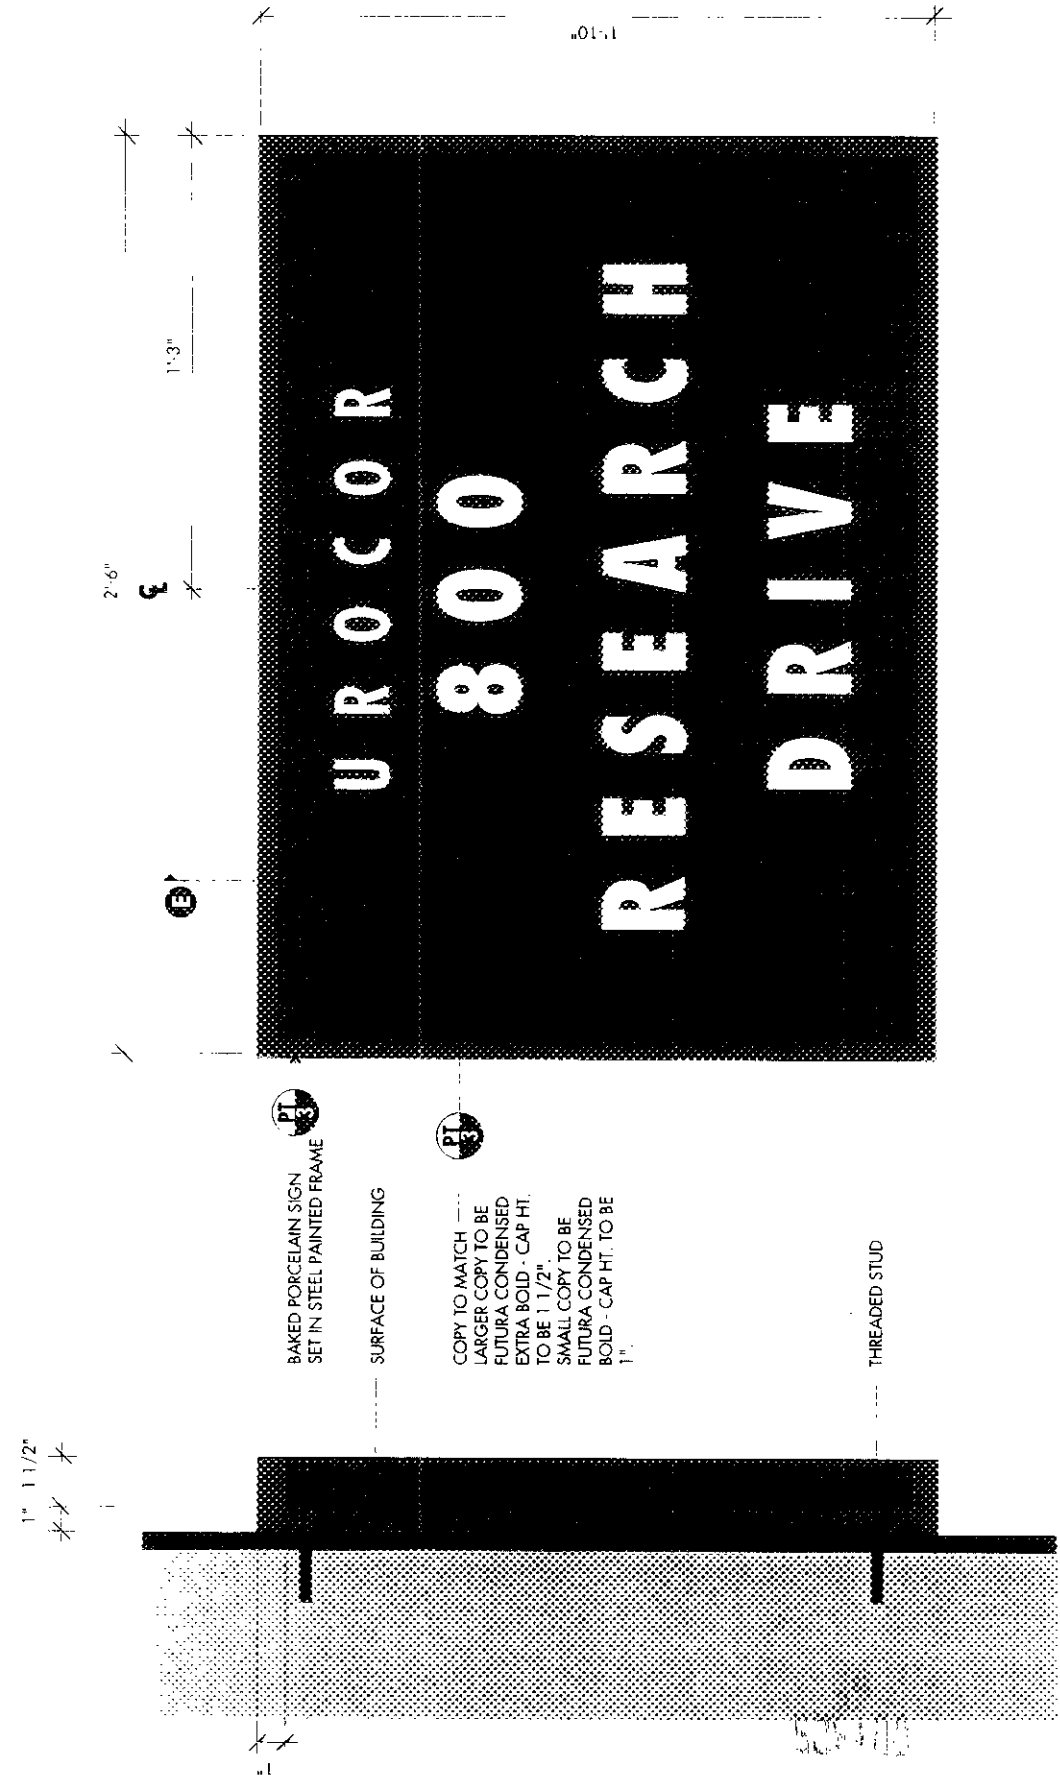 1" 1 1/2"
1"
BAKED PORCELAIN SIGN
SET IN STEEL PAINTED FRAME
PT
3
SURFACE OF BUILDING
COPY TO MATCH
LARGER COPY TO BE
FUTURA CONDENSED
EXTRA BOLD - CAP HT.
TO BE 1 1/2".
SMALL COPY TO BE
FUTURA CONDENSED
BOLD - CAP HT. TO BE
1".
PT
3
THREADED STUD
2'-6"
1'-3"
E
UROCOR
800
RESEARCH
DRIVE
1'-10"